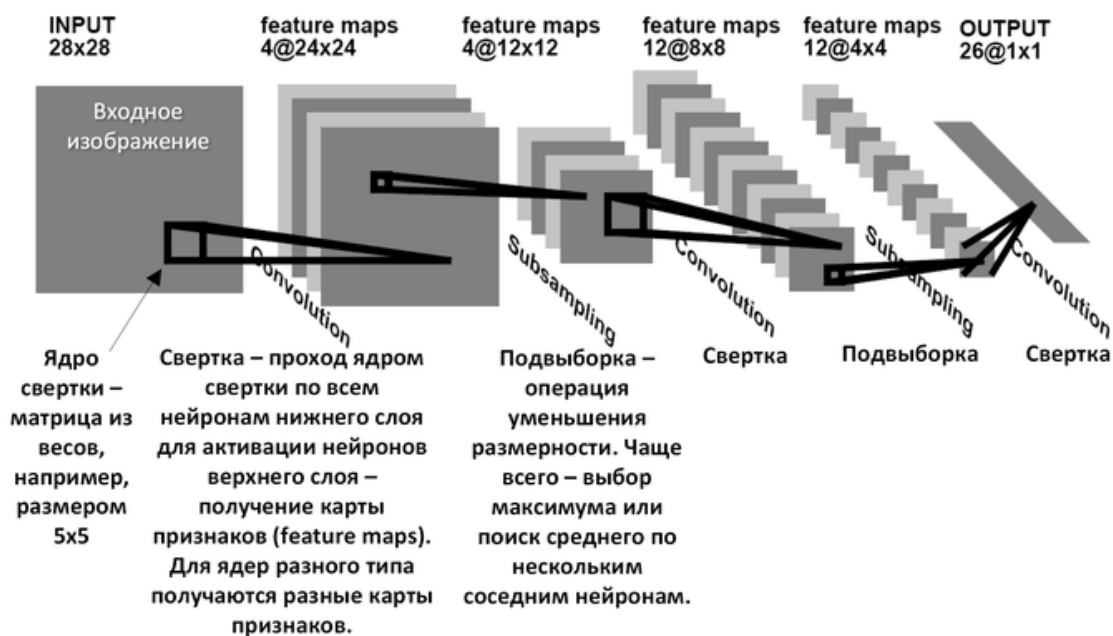 INPUT
28x28
feature maps
4@24x24
feature maps
4@12x12
feature maps
12@8x8
feature maps
12@4x4
OUTPUT
26@1x1
Входное
изображение
Convolution
Subsampling
Convolution
Subsampling
Convolution
Ядро
свертки –
матрица из
весов,
например,
размером
5x5
Свертка – проход ядром
свертки по всем
нейронам нижнего слоя
для активации нейронов
верхнего слоя –
получение карты
признаков (feature maps).
Для ядер разного типа
получаются разные карты
признаков.
Подвыборка –
операция
уменьшения
размерности. Чаще
всего – выбор
максимума или
поиск среднего по
нескольким
соседним нейронам.
Свертка
Подвыборка
Свертка